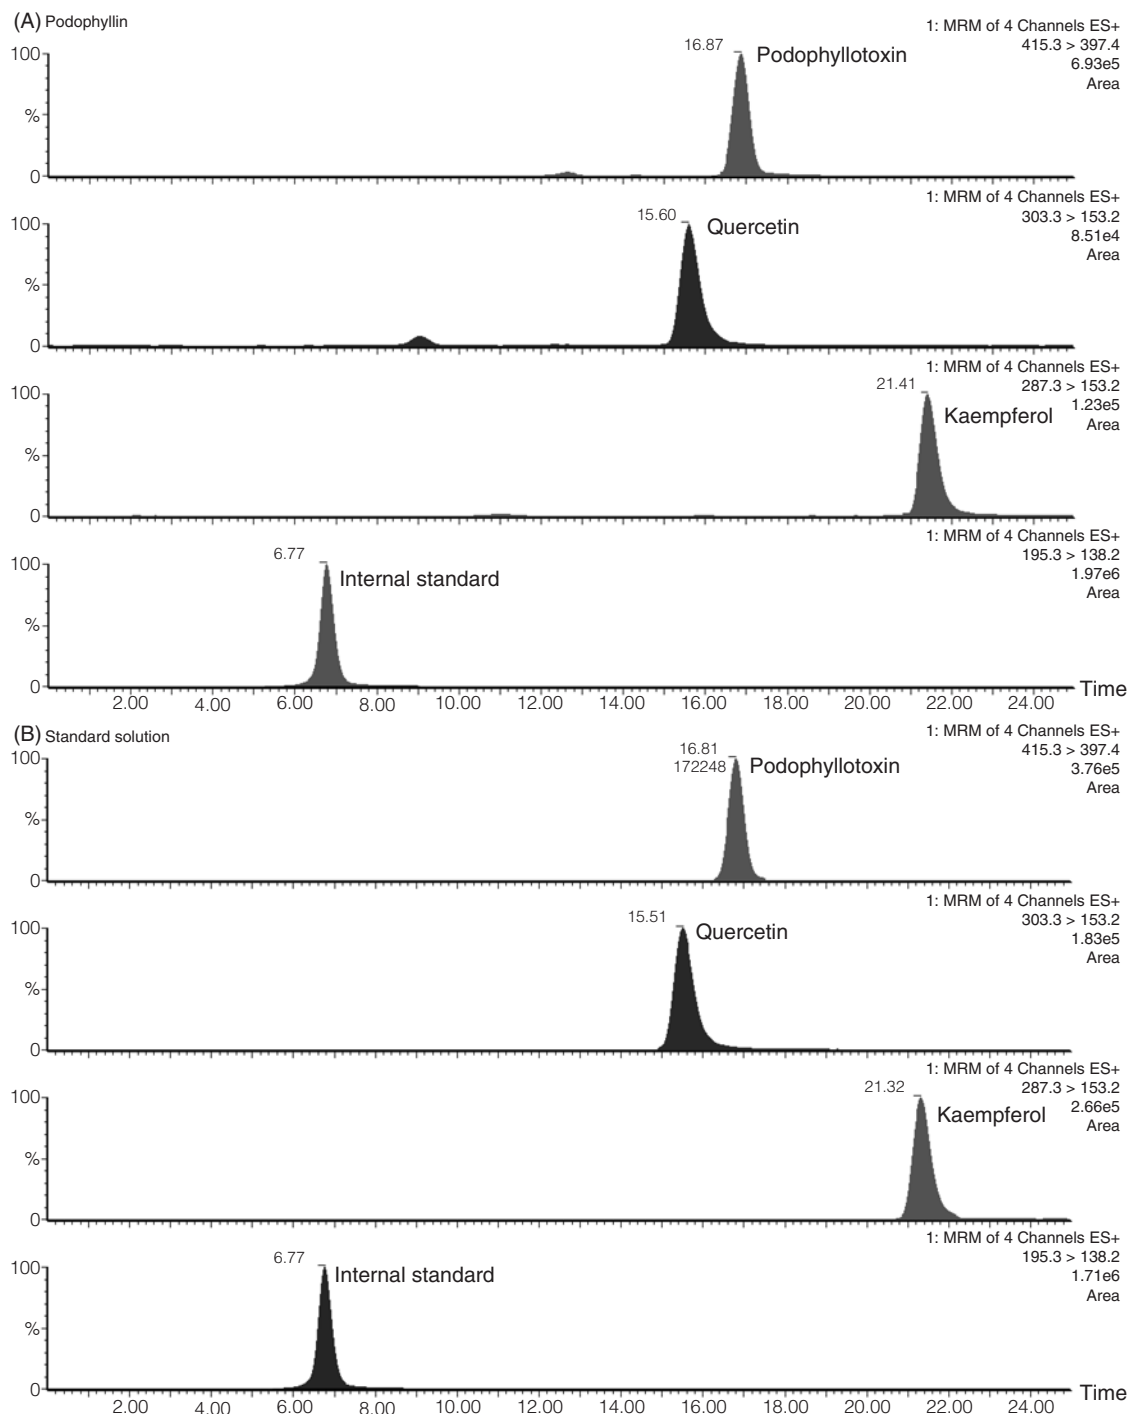 (A) Podophyllin
1: MRM of 4 Channels ES+
415.3 > 397.4
6.93e5
Area
100
%
0
16.87
Podophyllotoxin
1: MRM of 4 Channels ES+
303.3 > 153.2
8.51e4
Area
100
%
0
15.60
Quercetin
1: MRM of 4 Channels ES+
287.3 > 153.2
1.23e5
Area
100
%
0
21.41
Kaempferol
1: MRM of 4 Channels ES+
195.3 > 138.2
1.97e6
Area
100
%
0
6.77
Internal standard
2.00 4.00 6.00 8.00 10.00 12.00 14.00 16.00 18.00 20.00 22.00 24.00 Time
(B) Standard solution
1: MRM of 4 Channels ES+
415.3 > 397.4
3.76e5
Area
100
%
0
16.81
172248
Podophyllotoxin
1: MRM of 4 Channels ES+
303.3 > 153.2
1.83e5
Area
100
%
0
15.51
Quercetin
1: MRM of 4 Channels ES+
287.3 > 153.2
2.66e5
Area
100
%
0
21.32
Kaempferol
1: MRM of 4 Channels ES+
195.3 > 138.2
1.71e6
Area
100
%
0
6.77
Internal standard
2.00 4.00 6.00 8.00 10.00 12.00 14.00 16.00 18.00 20.00 22.00 24.00 Time